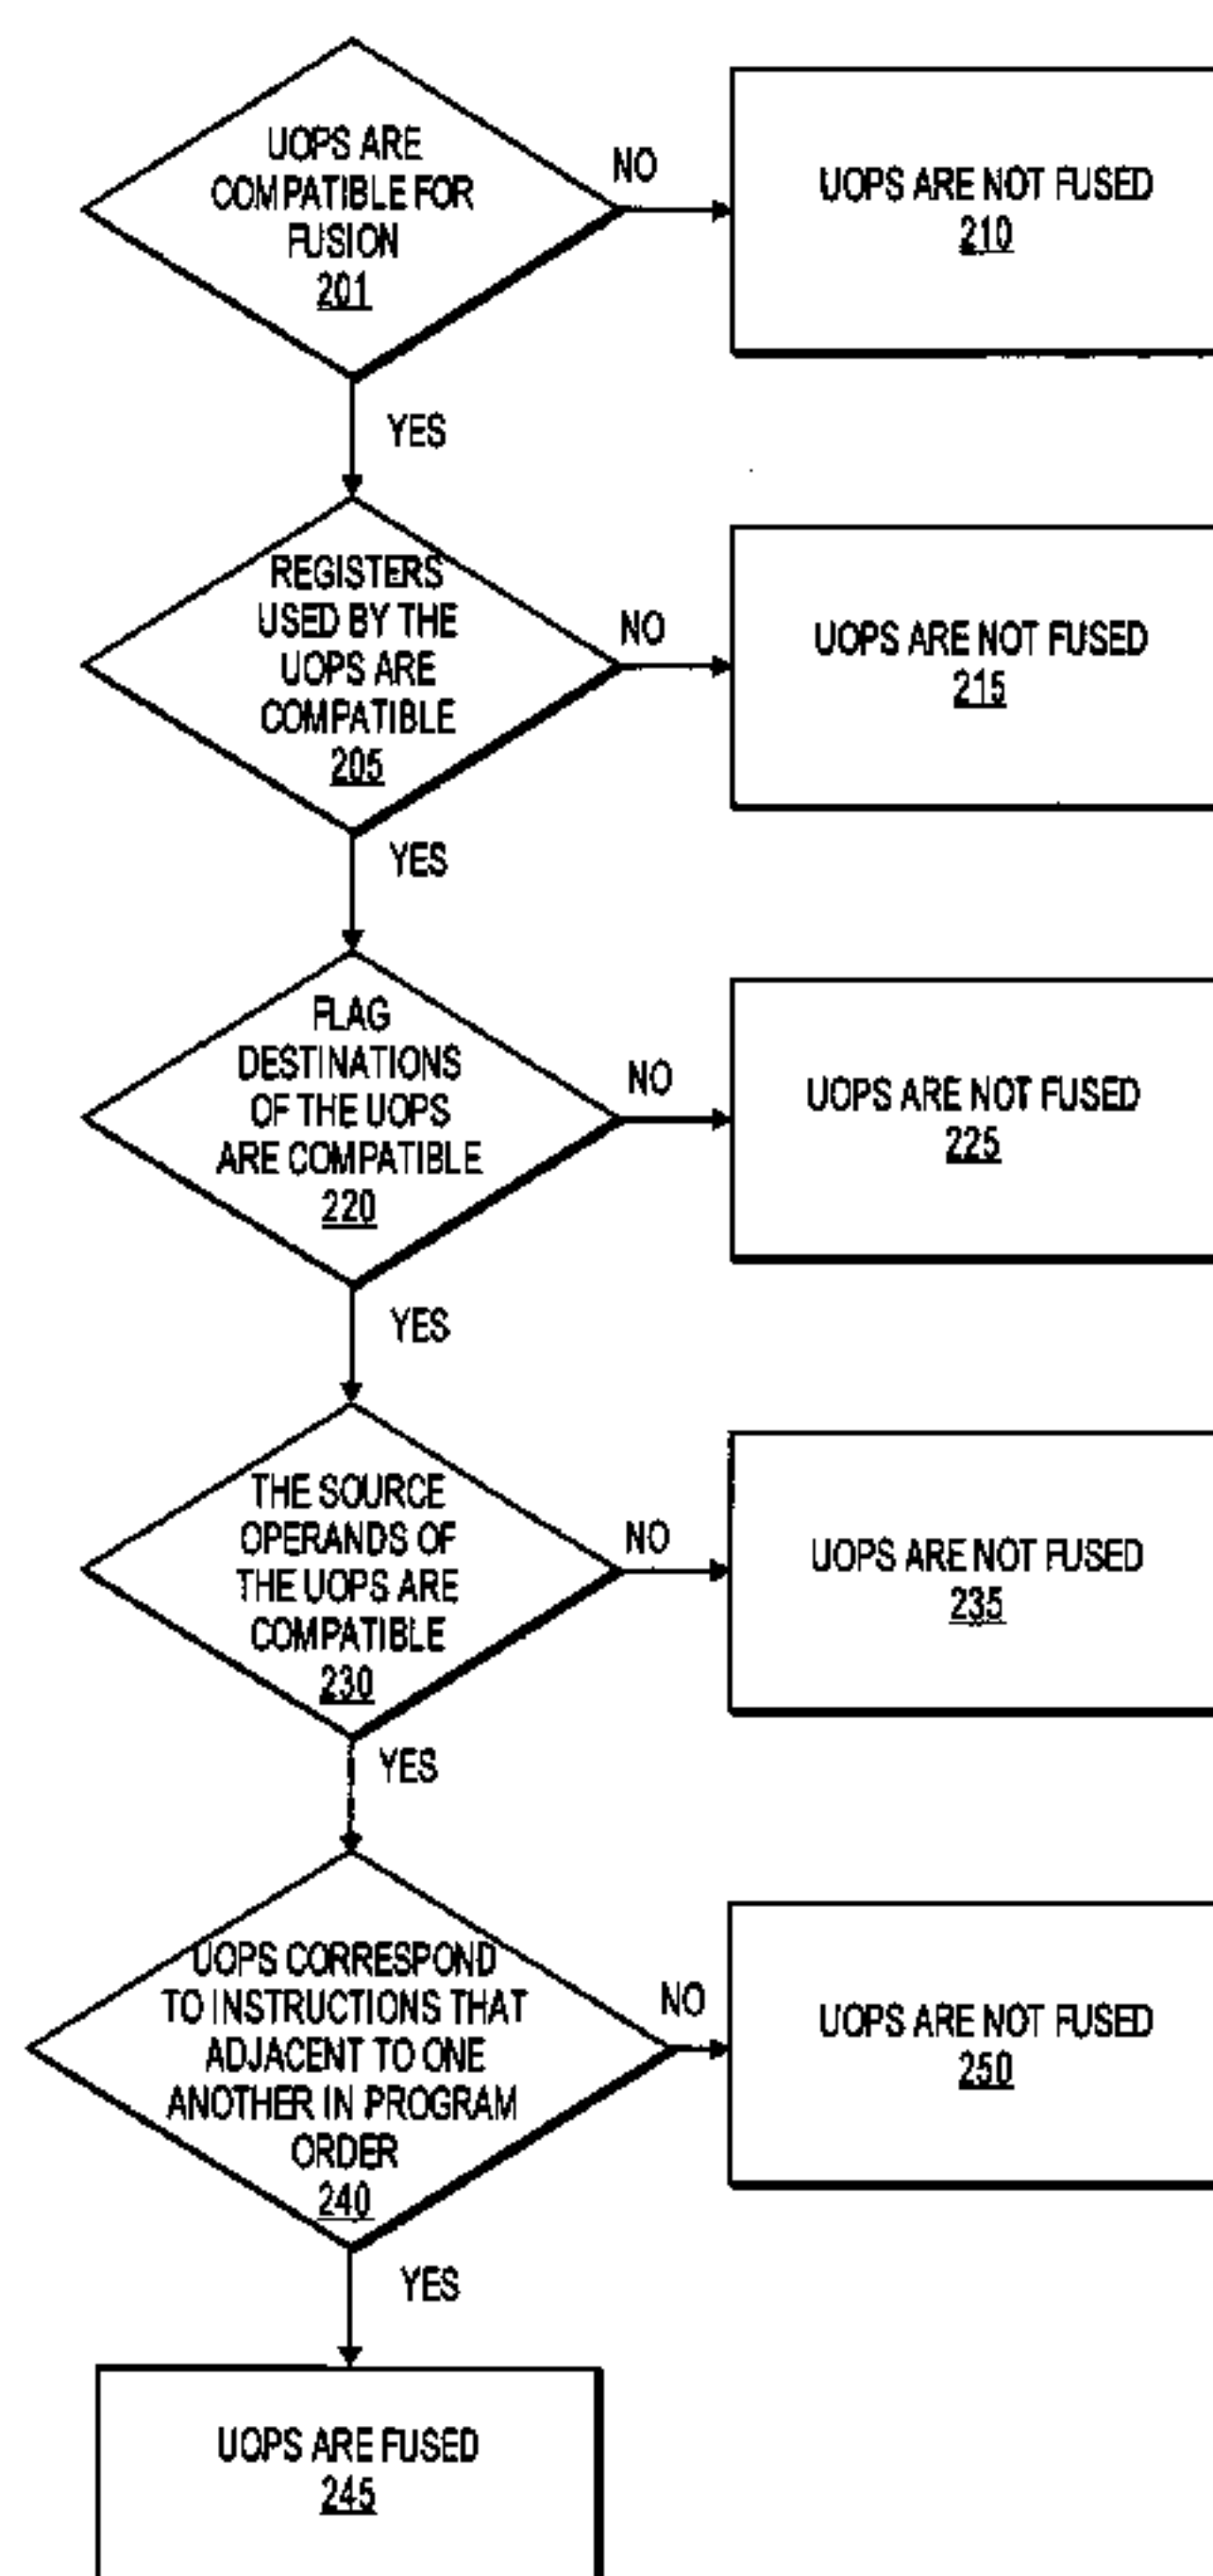 UOPS ARE
COMPATIBLE FOR
FUSION
201
NO
UOPS ARE NOT FUSED
210
YES
REGISTERS
USED BY THE
UOPS ARE
COMPATIBLE
205
NO
UOPS ARE NOT FUSED
215
YES
FLAG
DESTINATIONS
OF THE UOPS
ARE COMPATIBLE
220
NO
UOPS ARE NOT FUSED
225
YES
THE SOURCE
OPERANDS OF
THE UOPS ARE
COMPATIBLE
230
NO
UOPS ARE NOT FUSED
235
YES
UOPS CORRESPOND
TO INSTRUCTIONS THAT
ADJACENT TO ONE
ANOTHER IN PROGRAM
ORDER
240
NO
UOPS ARE NOT FUSED
250
YES
UOPS ARE FUSED
245